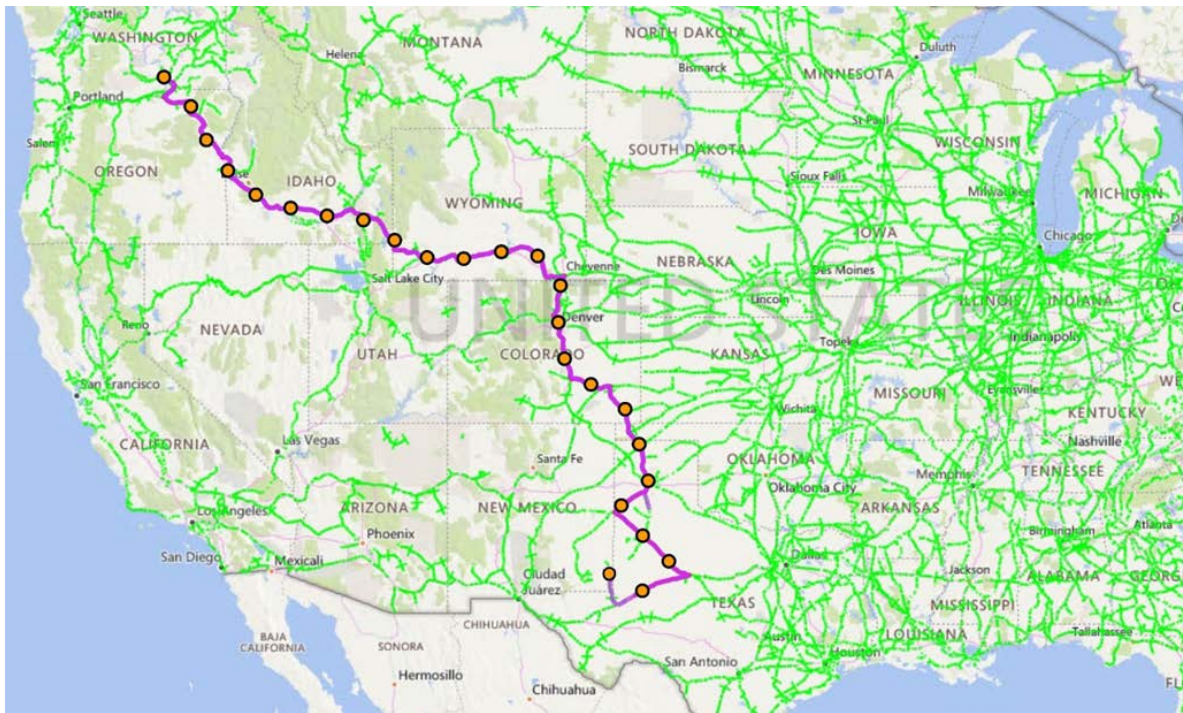 Seattle
WASHINGTON
MONTANA
NORTH DAKOTA
Duluth
Helena
Bismarck
MINNESOTA
Portland
St Paul
Salem
SOUTH DAKOTA
WISCONSIN
OREGON
IDAHO
Sioux Falls
Milwaukee
MICHIGAN
WYOMING
IOWA
Chicago
Salt Lake City
Cheyenne
NEBRASKA
Des Moines
UNITED STATES
Lincoln
ILLINOIS
INDIANA
Reno
NEVADA
Denver
Indianapolis
UTAH
COLORADO
KANSAS
Topeka
San Francisco
MISSOURI
Evansville
Wichita
KENTUCKY
CALIFORNIA
Las Vegas
Nashville
Santa Fe
OKLAHOMA
Memphis
TENNESSEE
Oklahoma City
Los Angeles
ARIZONA
NEW MEXICO
ARKANSAS
Phoenix
Birmingham
Atlanta
San Diego
Mexicali
Ciudad
Juárez
Dallas
Jackson
ALABAMA
GEORG
TEXAS
MISSISSIPPI
CHIHUAHUA
BAJA
CALIFORNIA
SONORA
Austin
LOUISIANA
Tallahassee
Houston
San Antonio
Hermosillo
Chihuahua
FL